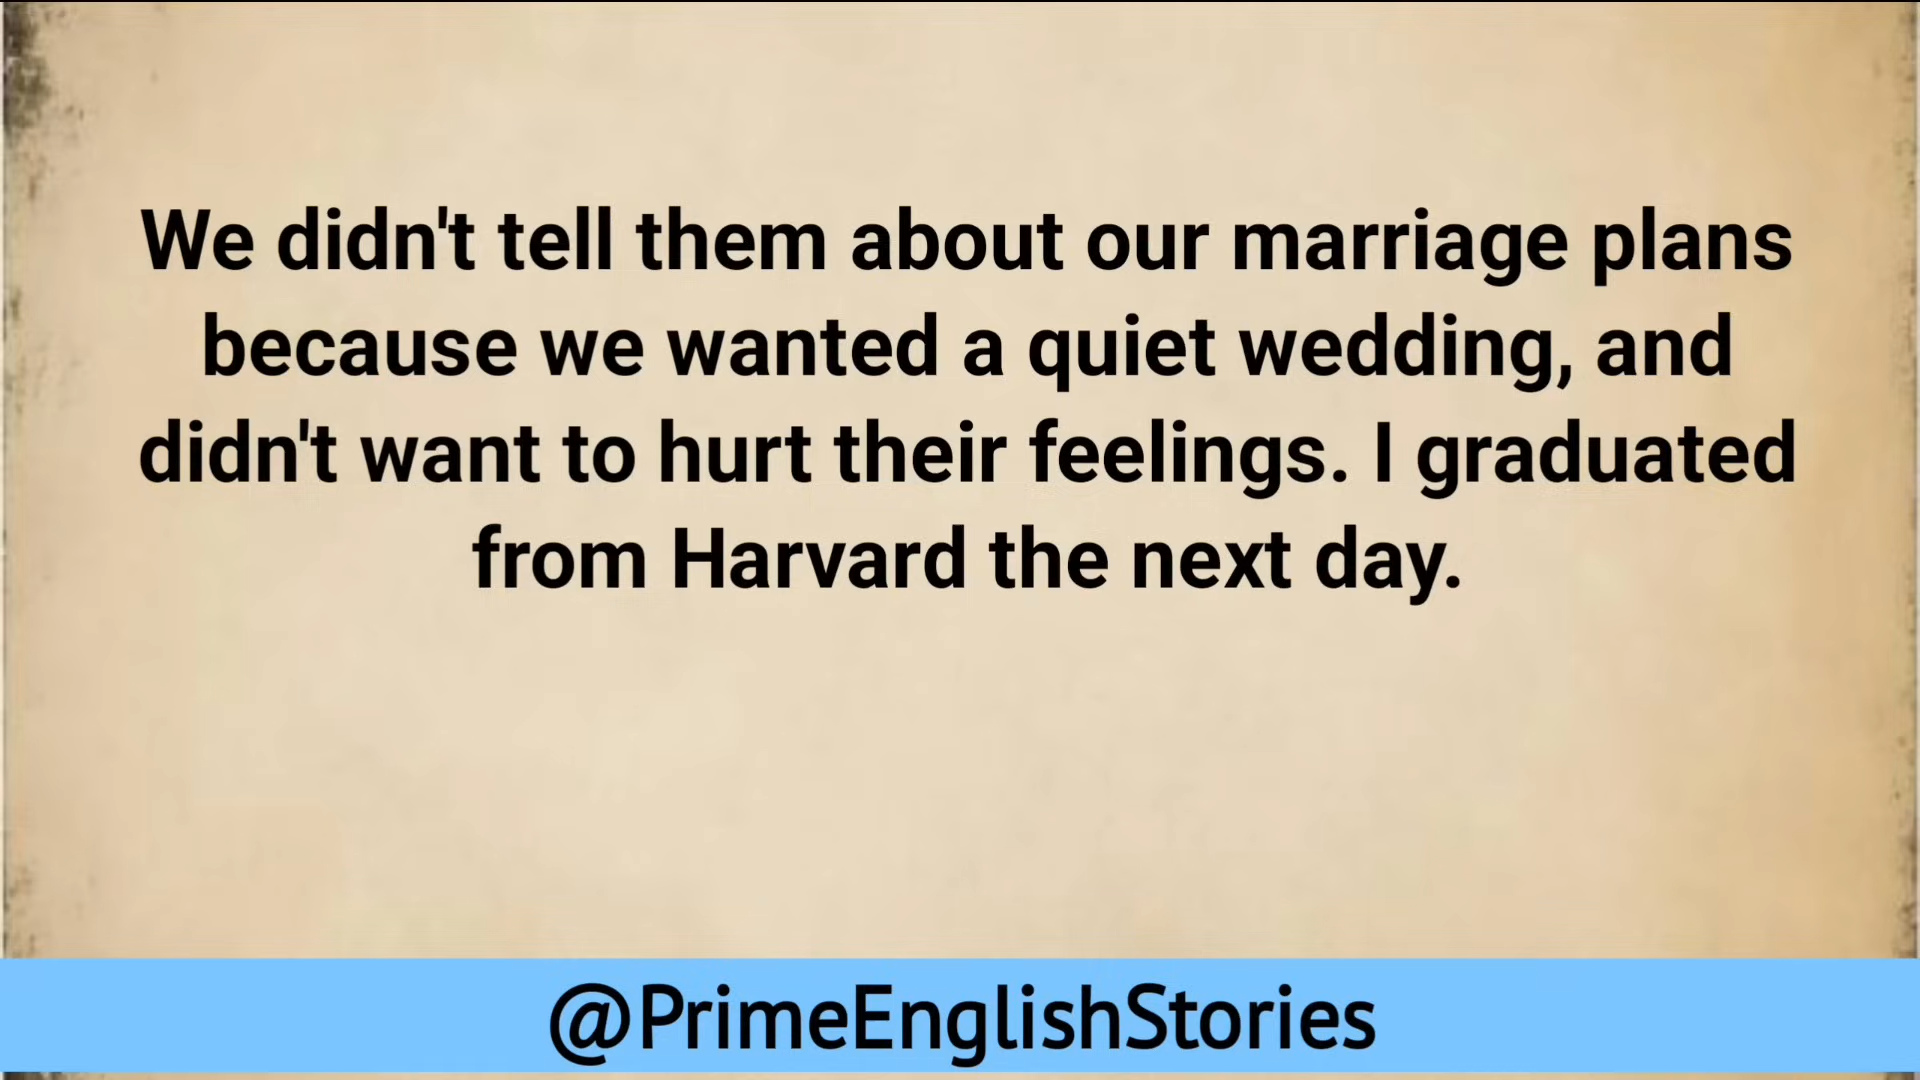 We didn't tell them about our marriage plans
because we wanted a quiet wedding, and
didn't want to hurt their feelings. I graduated
from Harvard the next day.
@PrimeEnglishStories